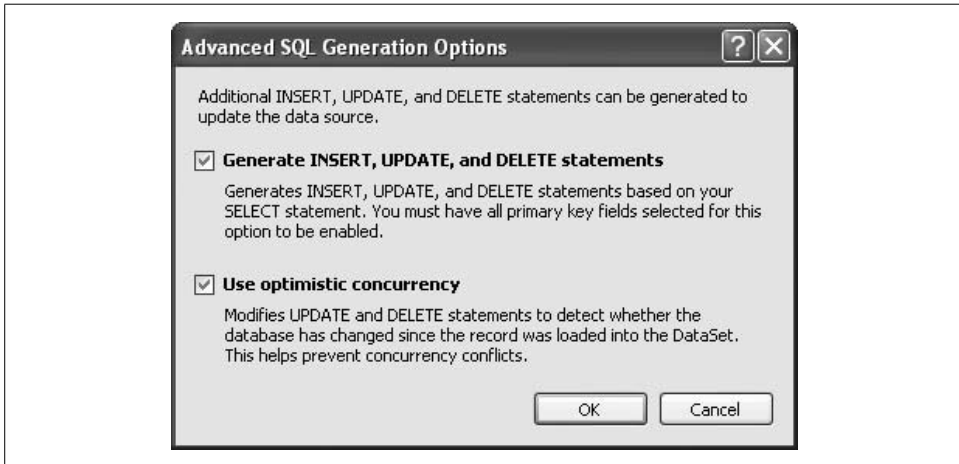 Advanced SQL Generation Options
Additional INSERT, UPDATE, and DELETE statements can be generated to
update the data source.
Generate INSERT, UPDATE, and DELETE statements
Generates INSERT, UPDATE, and DELETE statements based on your
SELECT statement. You must have all primary key fields selected for this
option to be enabled.
Use optimistic concurrency
Modifies UPDATE and DELETE statements to detect whether the
database has changed since the record was loaded into the DataSet.
This helps prevent concurrency conflicts.
OK Cancel